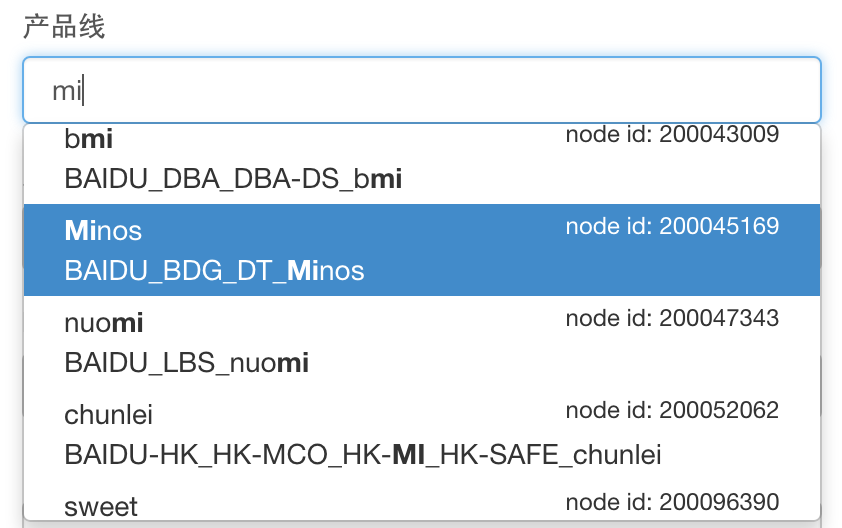 产品线
mi
bmi node id: 200043009
BAIDU_DBA_DBA-DS_bmi
Minos node id: 200045169
BAIDU_BDG_DT_Minos
nuomi node id: 200047343
BAIDU_LBS_nuomi
chunlei node id: 200052062
BAIDU-HK_HK-MCO_HK-MI_HK-SAFE_chunlei
sweet node id: 200096390